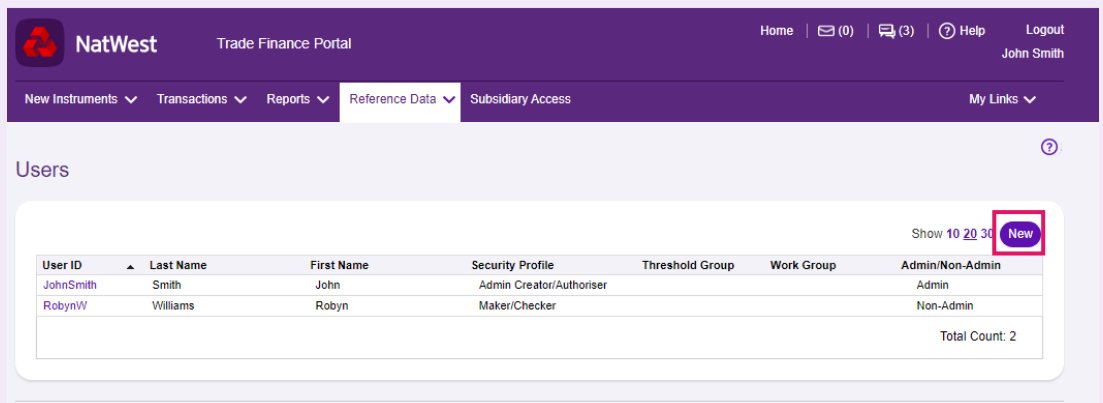 Home (0) (3) Help Logout
NatWest Trade Finance Portal
John Smith
New Instruments Transactions Reports Reference Data Subsidiary Access My Links
Users
Show 10 20 30 New
User ID Last Name First Name Security Profile Threshold Group Work Group Admin/Non-Admin
JohnSmith Smith John Admin Creator/Authoriser Admin
RobynW Williams Robyn Maker/Checker Non-Admin
Total Count: 2